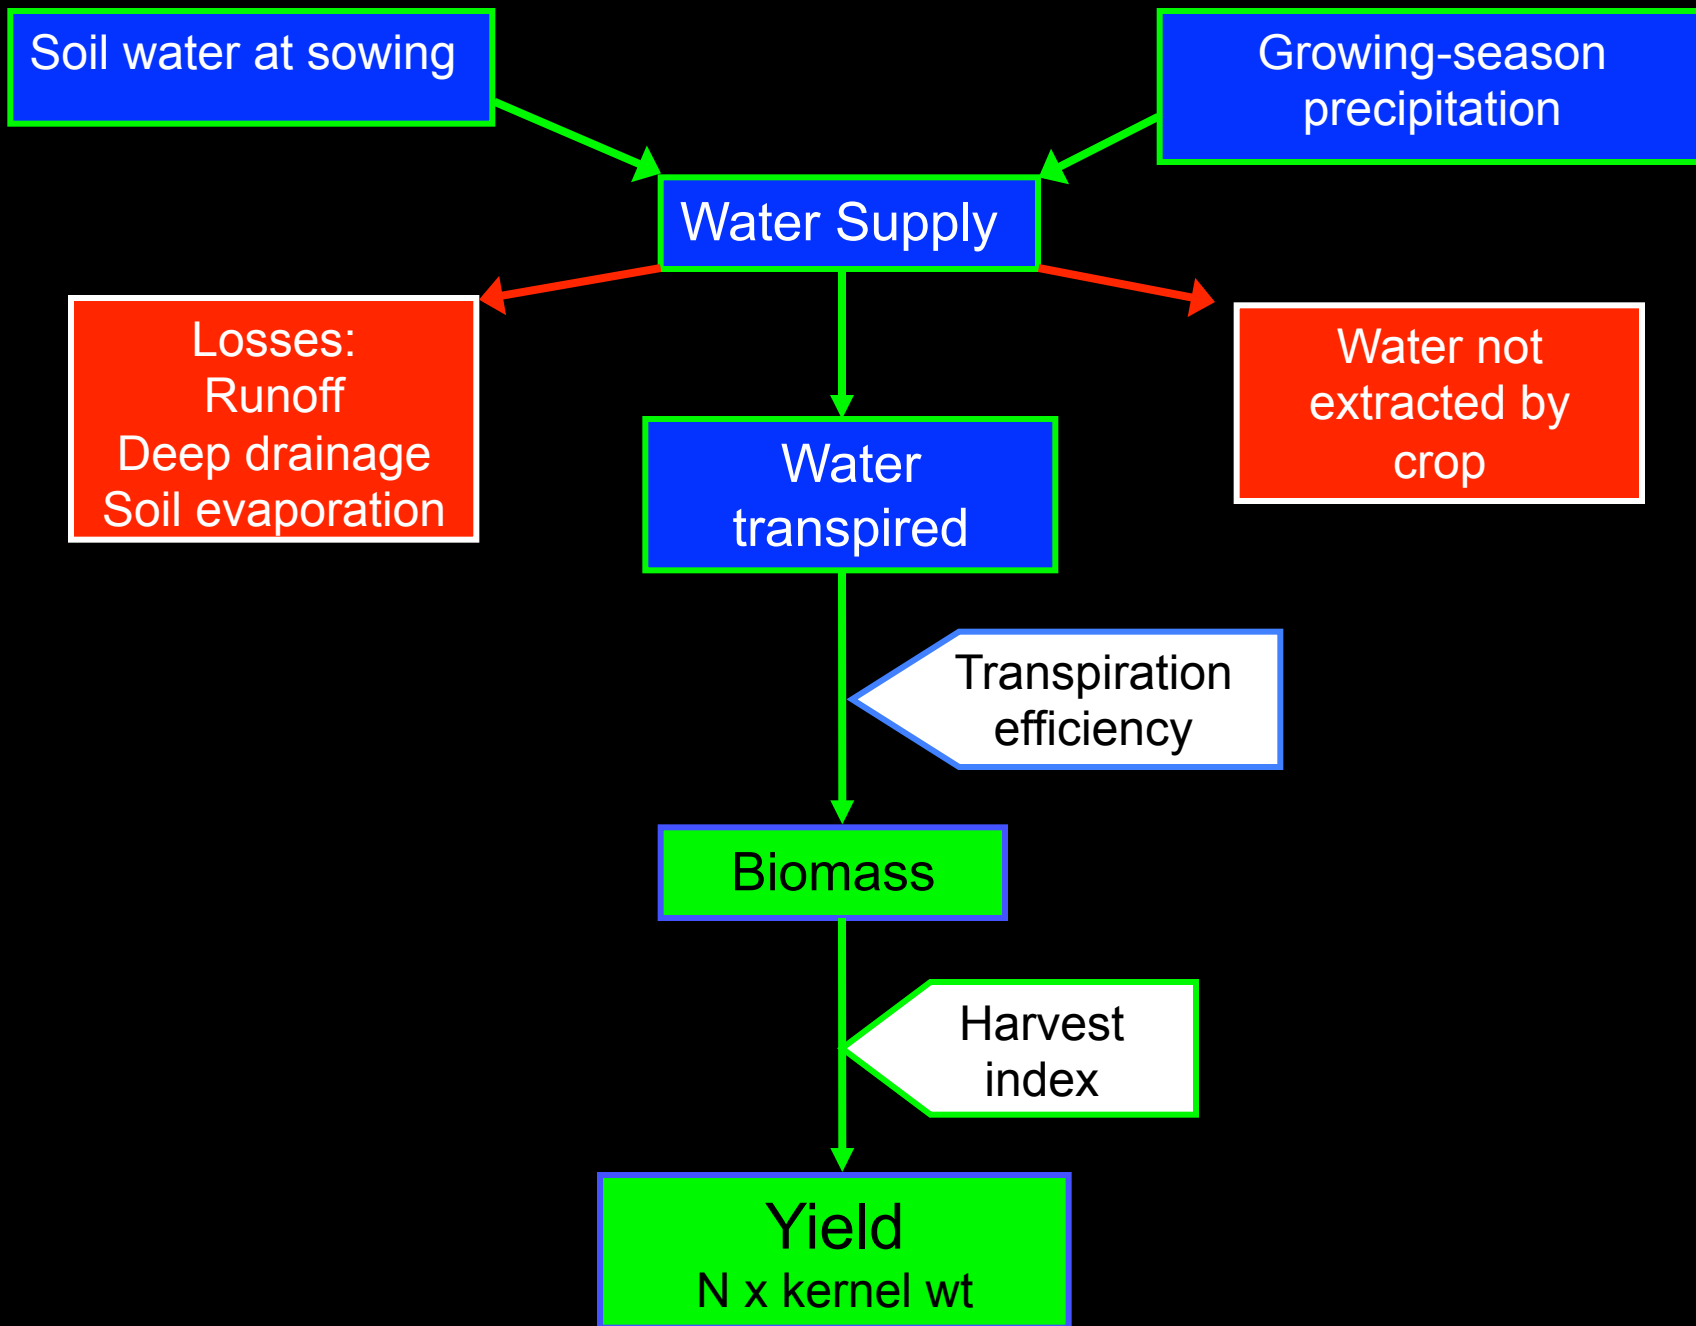 Soil water at sowing
Growing-season
precipitation
Water Supply
Losses:
Runoff
Deep drainage
Soil evaporation
Water not
extracted by
crop
Water
transpired
Transpiration
efficiency
Biomass
Harvest
index
Yield
N x kernel wt